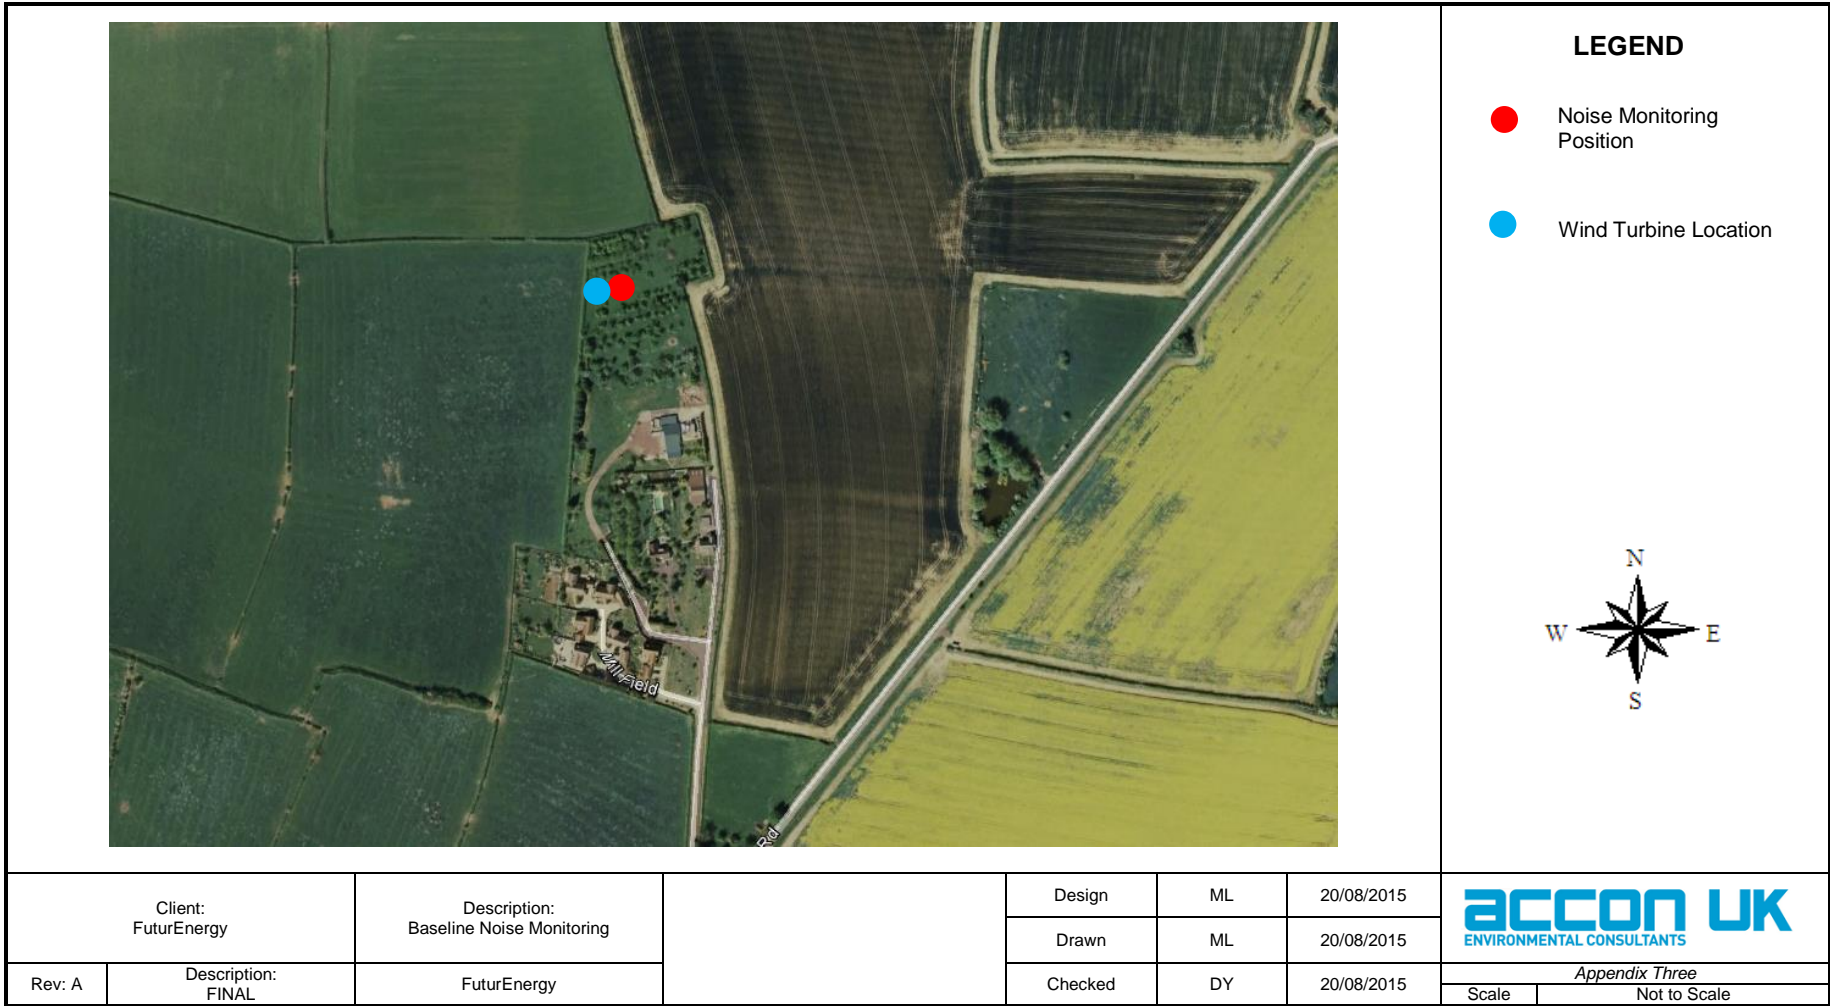 LEGEND
Noise Monitoring
Position
Wind Turbine Location
N
W E
S
Mill Field
Rd
Client:
FuturEnergy
Description:
Baseline Noise Monitoring
Design ML 20/08/2015
Drawn ML 20/08/2015
Rev: A
Description:
FINAL
FuturEnergy
Checked DY 20/08/2015
accon UK
ENVIRONMENTAL CONSULTANTS
Appendix Three
Scale Not to Scale